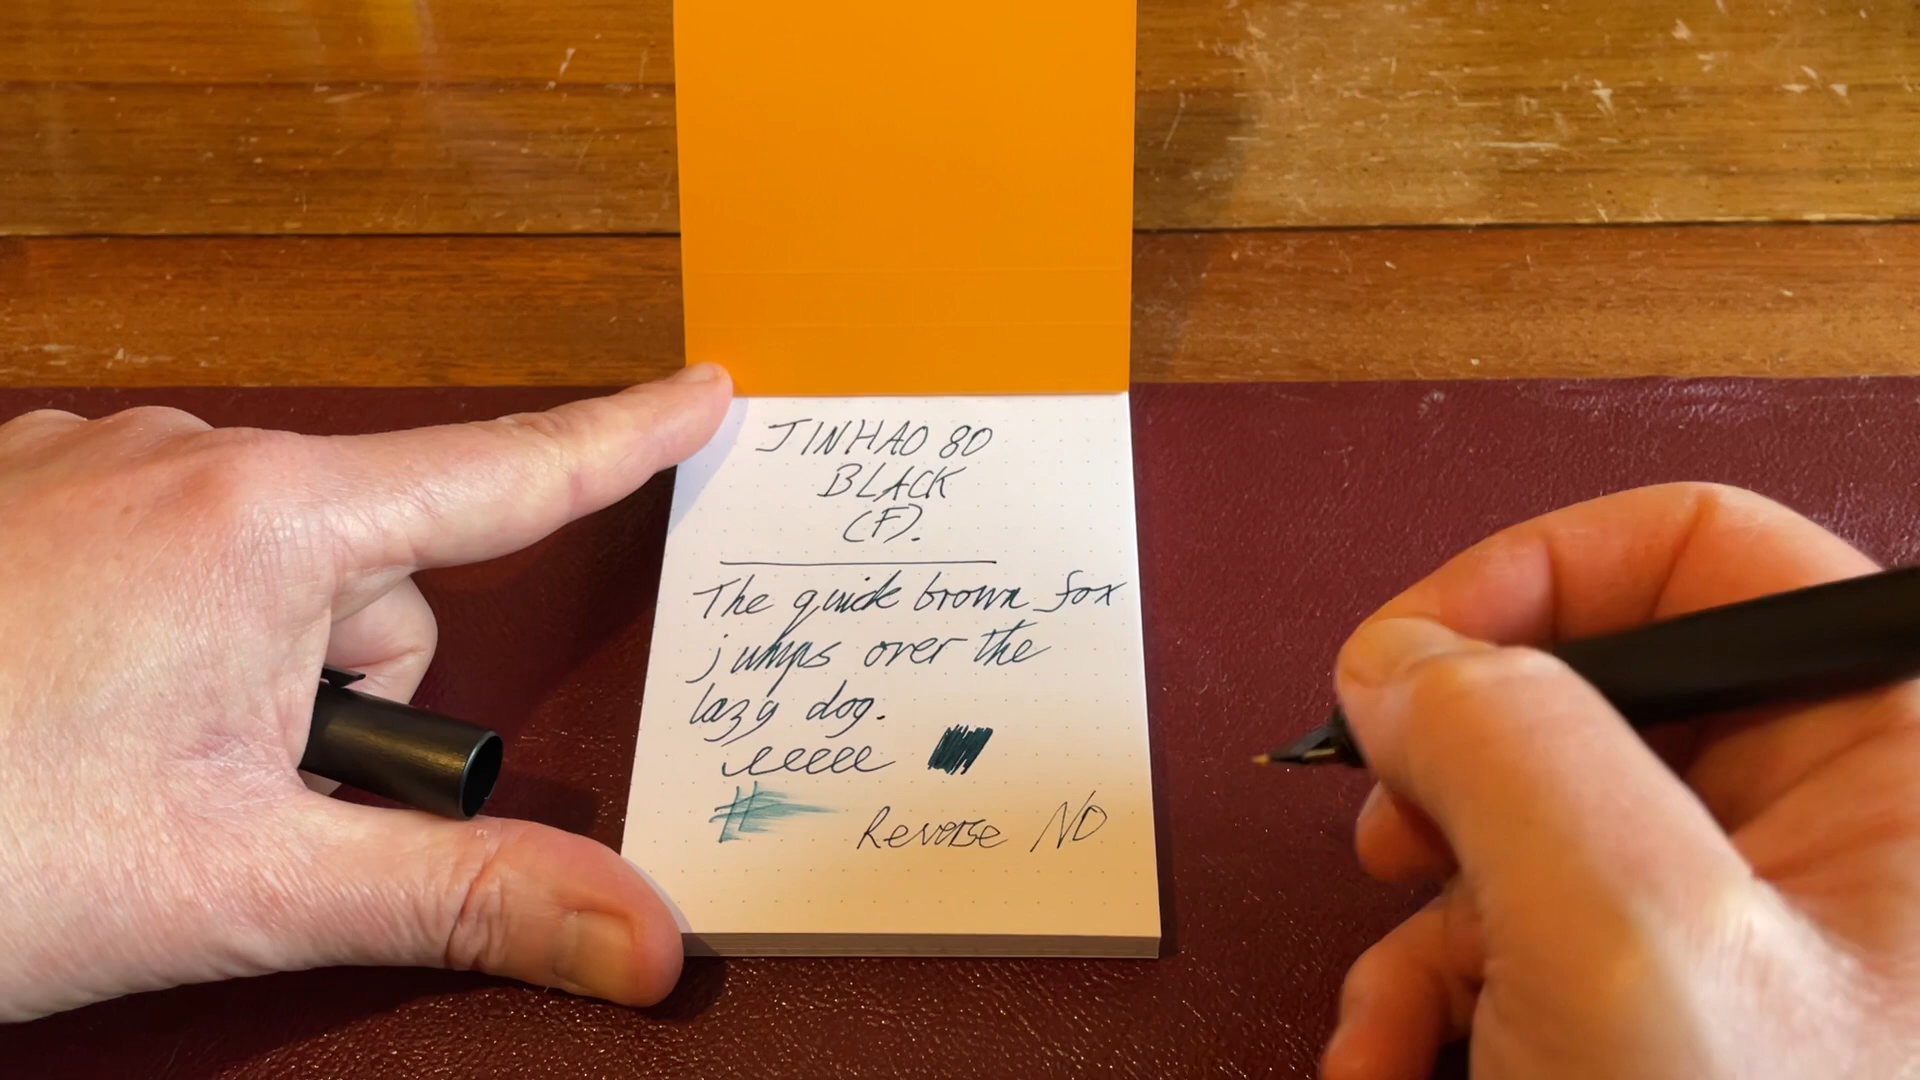 JINHAO 80
BLACK
(F).
The quick brown fox
jumps over the
lazy dog.
eeeee
Reverse NO